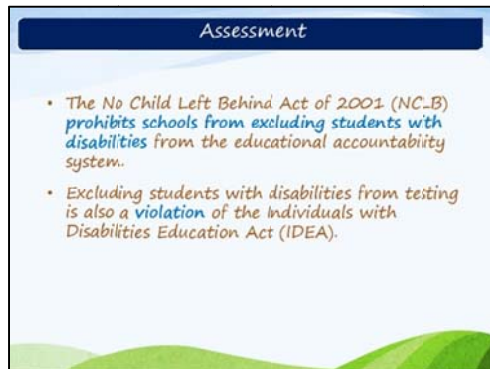 Assessment
• The No Child Left Behind Act of 2001 (NCLB)
prohibits schools from excluding students with
disabilities from the educational accountability
system.
• Excluding students with disabilities from testing
is also a violation of the Individuals with
Disabilities Education Act (IDEA).